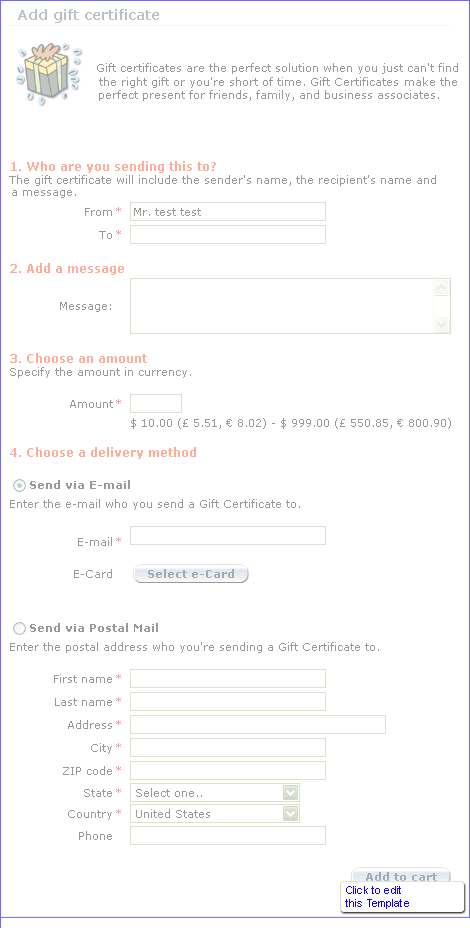 Add gift certificate
Gift certificates are the perfect solution when you just can't find
the right gift or you're short of time. Gift Certificates make the
perfect present for friends, family, and business associates.
1. Who are you sending this to?
The gift certificate will include the sender's name, the recipient's name and
a message.
From * Mr. test test
To *
2. Add a message
Message:
3. Choose an amount
Specify the amount in currency.
Amount *
$ 10.00 (£ 5.51, € 8.02) - $ 999.00 (£ 550.85, € 800.90)
4. Choose a delivery method
Send via E-mail
Enter the e-mail who you send a Gift Certificate to.
E-mail *
E-Card Select e-Card
Send via Postal Mail
Enter the postal address who you're sending a Gift Certificate to.
First name *
Last name *
Address *
City *
ZIP code *
State * Select one..
Country * United States
Phone
Add to cart
Click to edit
this Template